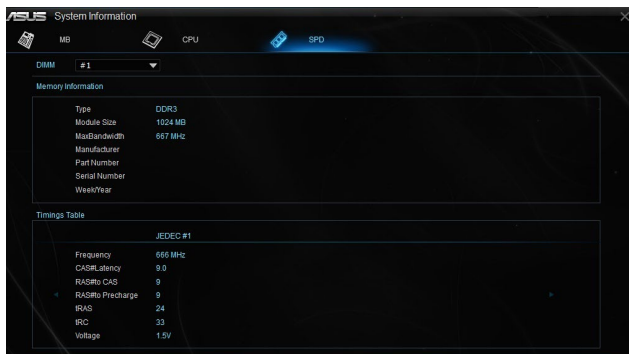 ASUS System Information
MB CPU SPD
DIMM #1
Memory Information
Type DDR3
Module Size 1024 MB
MaxBandwidth 667 MHz
Manufacturer
Part Number
Serial Number
Week/Year
Timings Table
JEDEC #1
Frequency 666 MHz
CAS#Latency 9.0
RAS#to CAS 9
RAS#to Precharge 9
tRAS 24
tRC 33
Voltage 1.5V